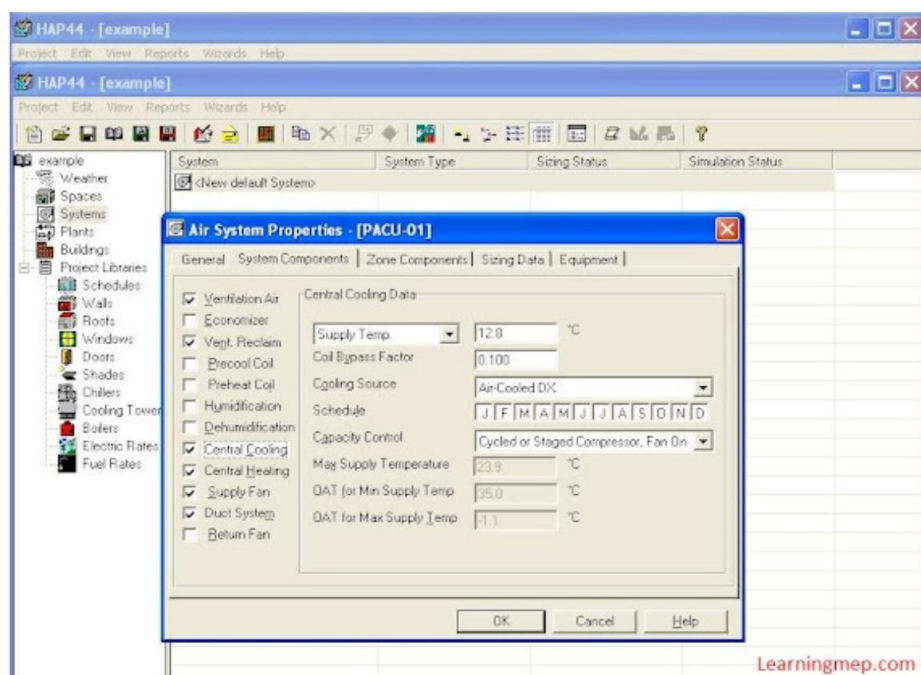 HAP44 - [example]
Project Edit View Reports Wizards Help
HAP44 - [example]
Project Edit View Reports Wizards Help
example
Weather
Spaces
Systems
Plants
Buildings
Project Libraries
Schedules
Walls
Roofs
Windows
Doors
Shades
Chillers
Cooling Tower
Boilers
Electric Rates
Fuel Rates
System System Type Sizing Status Simulation Status
<New default System>
Air System Properties - [PACU-01]
General System Components Zone Components Sizing Data Equipment
Ventilation Air
Economizer
Vent. Reclaim
Precool Coil
Preheat Coil
Humidification
Dehumidification
Central Cooling
Central Heating
Supply Fan
Duct System
Return Fan
Central Cooling Data
Supply Temp. 12.8 °C
Coil Bypass Factor 0.100
Cooling Source Air-Cooled DX
Schedule J F M A M J J A S O N D
Capacity Control Cycled or Staged Compressor, Fan On
Max Supply Temperature 23.9 °C
OAT for Min Supply Temp 35.0 °C
OAT for Max Supply Temp -1.1 °C
OK Cancel Help
Learningmep.com